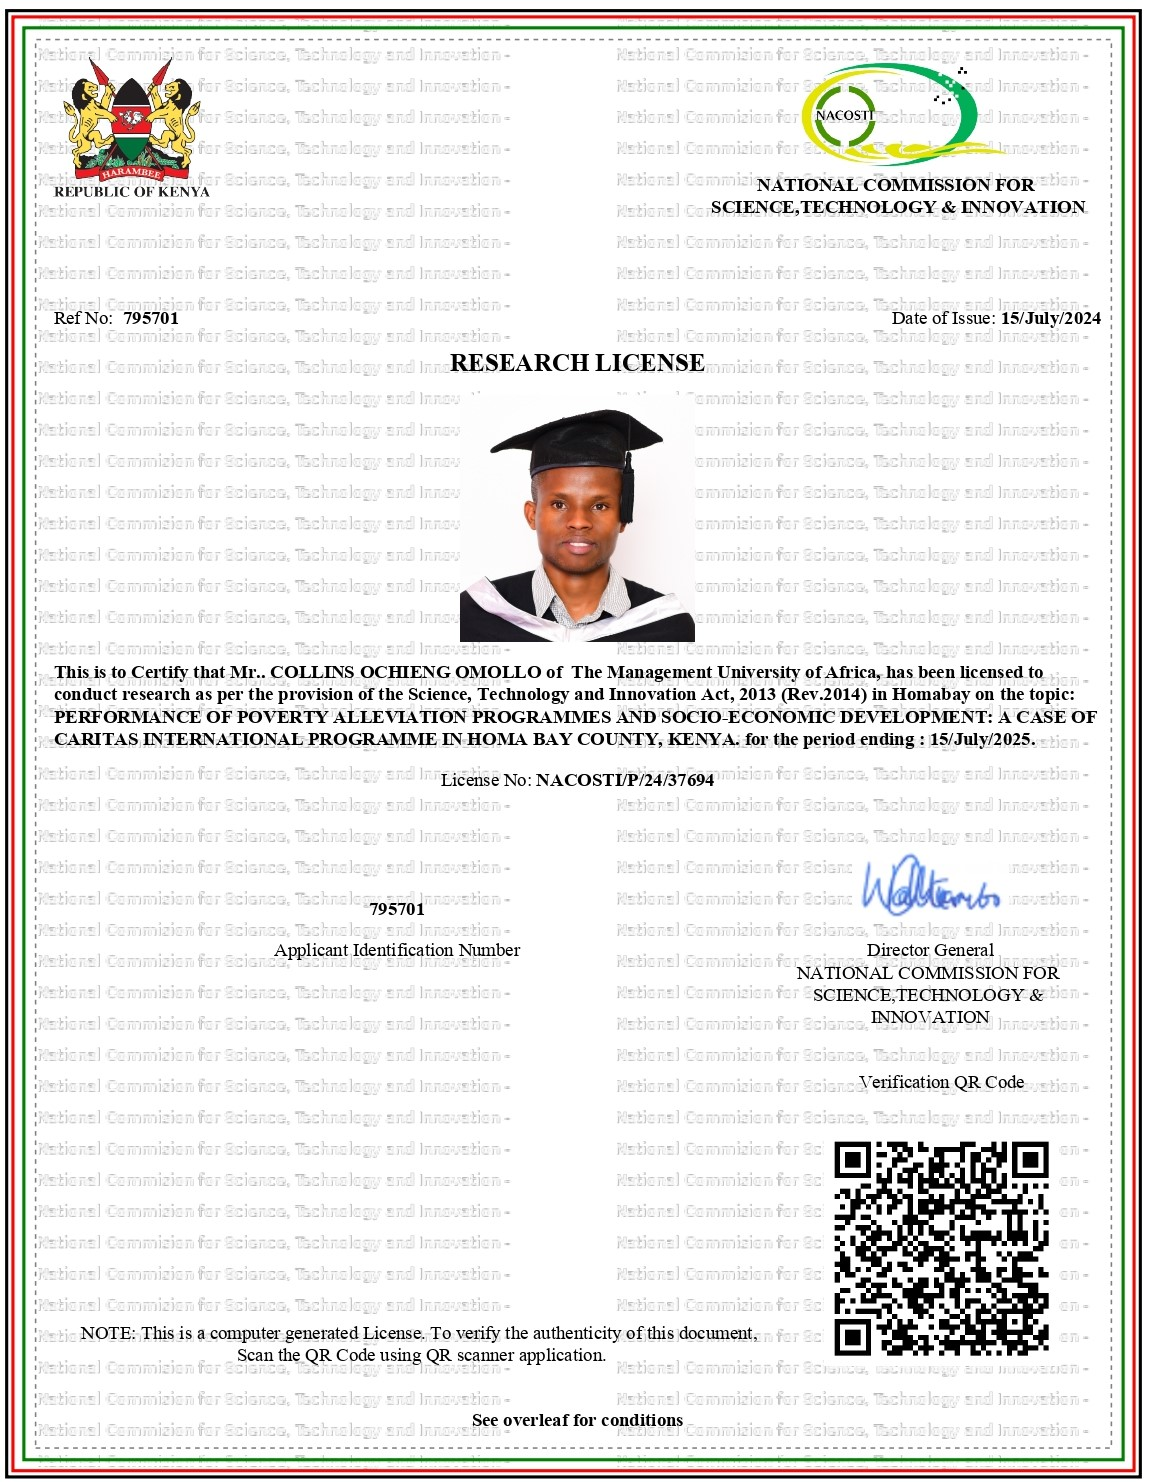 HARAMBEE
REPUBLIC OF KENYA
NACOSTI
NATIONAL COMMISSION FOR
SCIENCE,TECHNOLOGY & INNOVATION
Ref No: 795701
Date of Issue: 15/July/2024
RESEARCH LICENSE
This is to Certify that Mr.. COLLINS OCHIENG OMOLLO of The Management University of Africa, has been licensed to
conduct research as per the provision of the Science, Technology and Innovation Act, 2013 (Rev.2014) in Homabay on the topic:
PERFORMANCE OF POVERTY ALLEVIATION PROGRAMMES AND SOCIO-ECONOMIC DEVELOPMENT: A CASE OF
CARITAS INTERNATIONAL PROGRAMME IN HOMA BAY COUNTY, KENYA. for the period ending : 15/July/2025.
License No: NACOSTI/P/24/37694
795701
Applicant Identification Number
Director General
NATIONAL COMMISSION FOR
SCIENCE,TECHNOLOGY &
INNOVATION
Verification QR Code
NOTE: This is a computer generated License. To verify the authenticity of this document,
Scan the QR Code using QR scanner application.
See overleaf for conditions